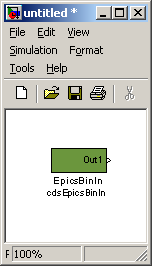 untitled *
File Edit View
Simulation Format
Tools Help
Out1
EpicsBinIn
cdsEpicsBinIn
F 100%